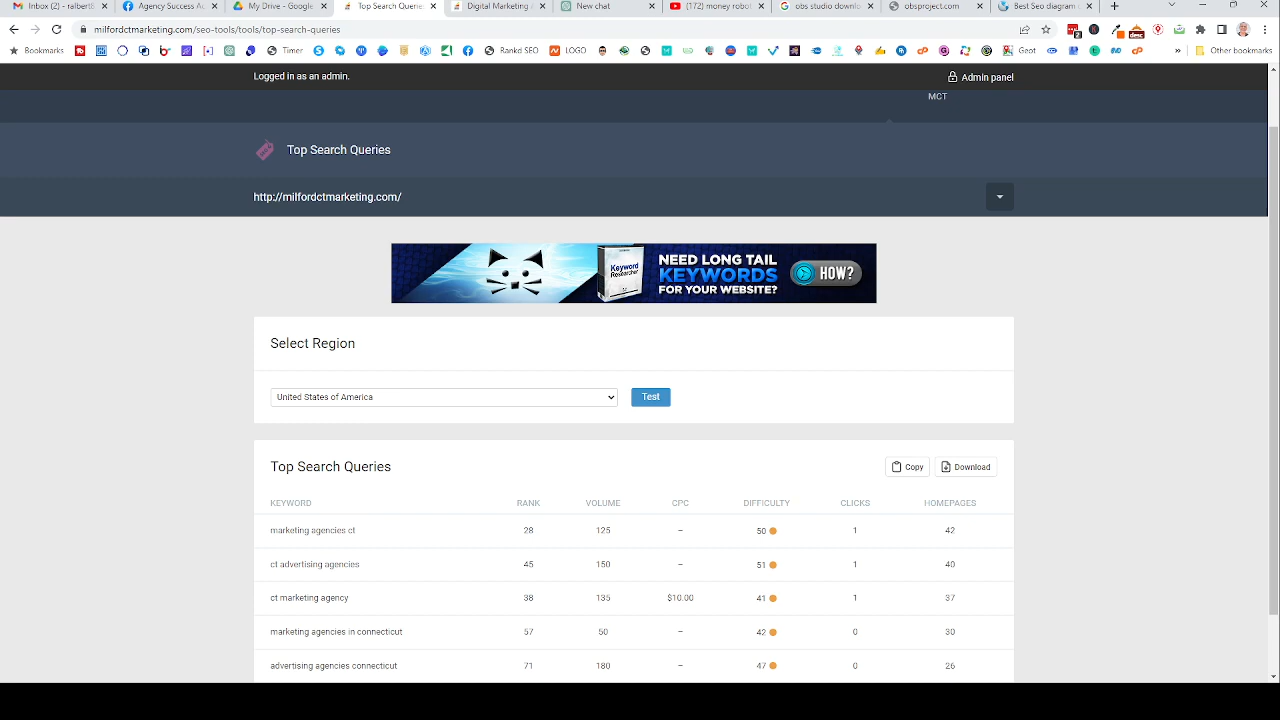 Inbox (2) - ralbert9
Agency Success Ac
My Drive - Google
Top Search Querie
Digital Marketing
New chat
(172) money robot
obs studio downlo
obsproject.com
Best Seo diagram
milfordctmarketing.com/seo-tools/tools/top-search-queries
Bookmarks
Timer
Rankd SEO
LOGO
Geot
»
Other bookmarks
Logged in as an admin.
Admin panel
MCT
Top Search Queries
http://milfordctmarketing.com/
Keyword Researcher
NEED LONG TAIL
KEYWORDS
FOR YOUR WEBSITE?
HOW?
Select Region
United States of America
Test
Top Search Queries
Copy
Download
KEYWORD RANK VOLUME CPC DIFFICULTY CLICKS HOMEPAGES
marketing agencies ct 28 125 – 50 1 42
ct advertising agencies 45 150 – 51 1 40
ct marketing agency 38 135 $10.00 41 1 37
marketing agencies in connecticut 57 50 – 42 0 30
advertising agencies connecticut 71 180 – 47 0 26